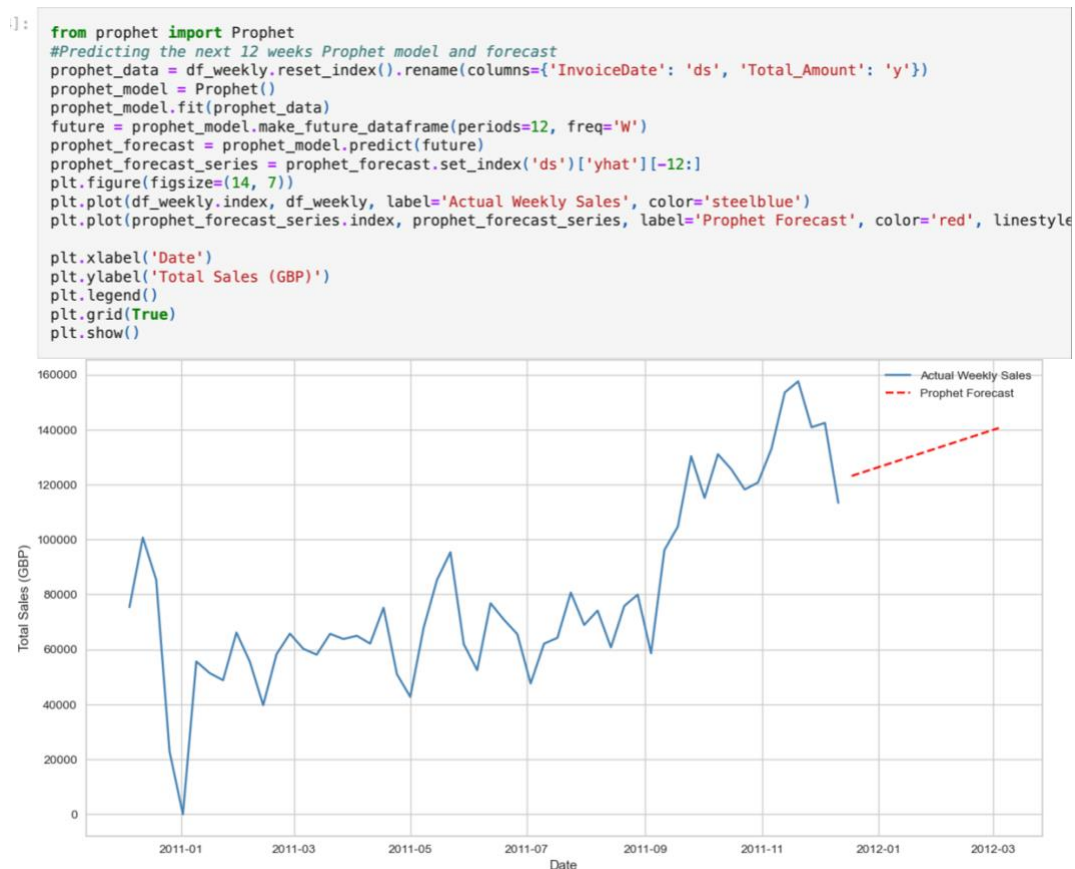 ]:
from prophet import Prophet
#Predicting the next 12 weeks Prophet model and forecast
prophet_data = df_weekly.reset_index().rename(columns={'InvoiceDate': 'ds', 'Total_Amount': 'y'})
prophet_model = Prophet()
prophet_model.fit(prophet_data)
future = prophet_model.make_future_dataframe(periods=12, freq='W')
prophet_forecast = prophet_model.predict(future)
prophet_forecast_series = prophet_forecast.set_index('ds')['yhat'][-12:]
plt.figure(figsize=(14, 7))
plt.plot(df_weekly.index, df_weekly, label='Actual Weekly Sales', color='steelblue')
plt.plot(prophet_forecast_series.index, prophet_forecast_series, label='Prophet Forecast', color='red', linestyle
plt.xlabel('Date')
plt.ylabel('Total Sales (GBP)')
plt.legend()
plt.grid(True)
plt.show()
Actual Weekly Sales
Prophet Forecast
160000
140000
120000
100000
80000
60000
40000
20000
0
Total Sales (GBP)
2011-01 2011-03 2011-05 2011-07 2011-09 2011-11 2012-01 2012-03
Date